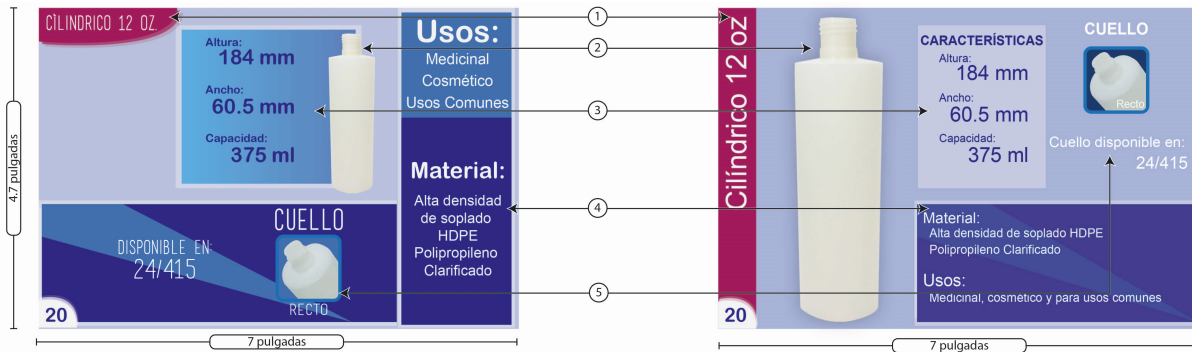 CÌLINDRICO 12 OZ.
Altura:
184 mm
Ancho:
60.5 mm
Capacidad:
375 ml
Usos:
Medicinal
Cosmético
Usos Comunes
Material:
Alta densidad
de soplado
HDPE
Polipropileno
Clarificado
CUELLO
DISPONIBLE EN:
24/415
RECTO
20
4.7 pulgadas
7 pulgadas
1
2
3
4
5
Cilíndrico 12 oz
CARACTERÍSTICAS
Altura:
184 mm
Ancho:
60.5 mm
Capacidad:
375 ml
CUELLO
Recto
Cuello disponible en:
24/415
Material:
Alta densidad de soplado HDPE
Polipropileno Clarificado
Usos:
Medicinal, cosmético y para usos comunes
20
7 pulgadas